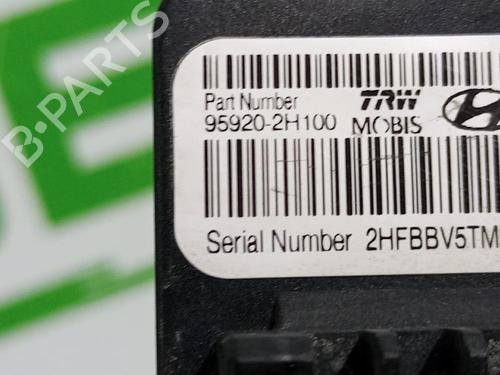 B-PARTS
Part Number
95920-2H100
TRW
MOBIS
Serial Number 2HFBBV5TM